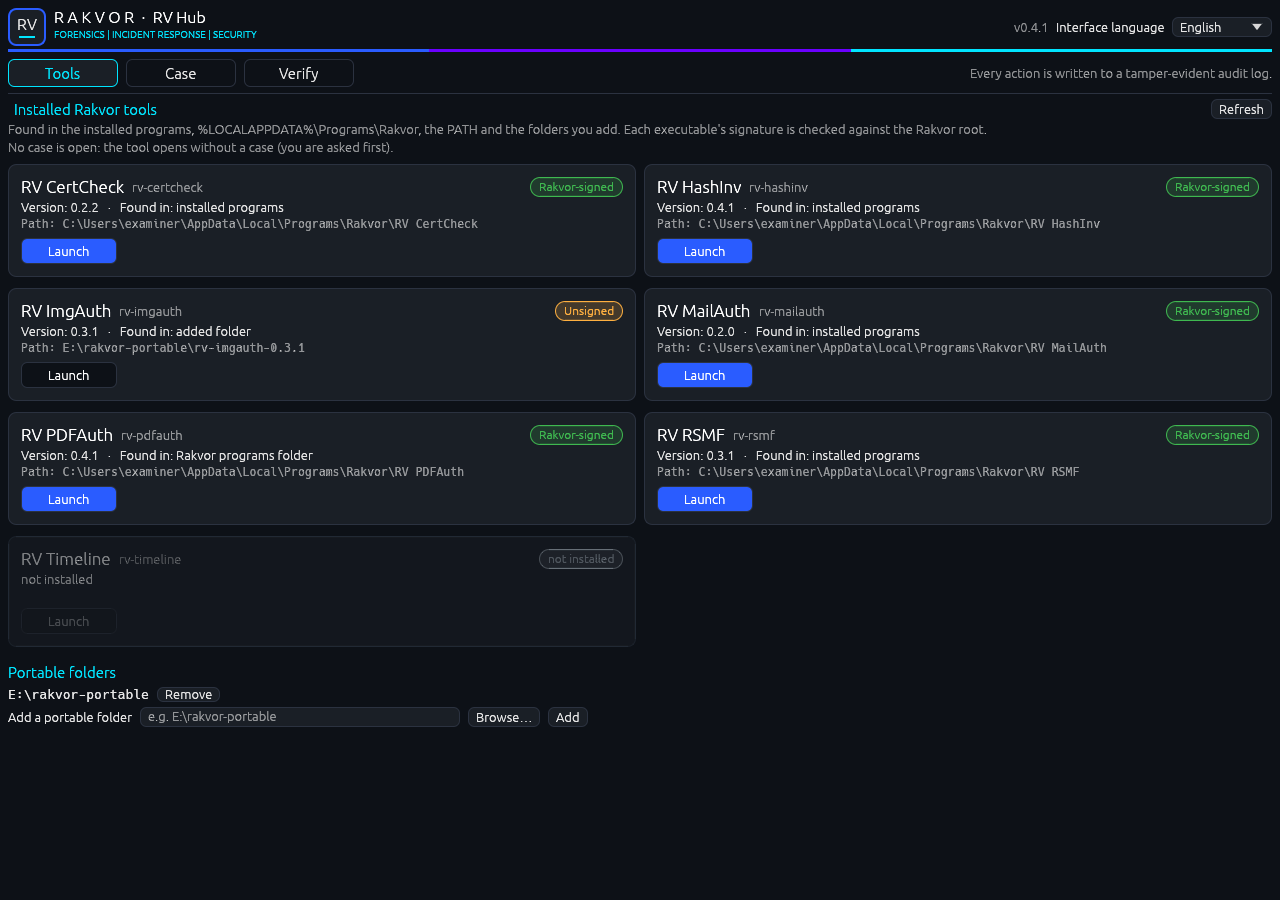 RV
RAKVOR · RV Hub
FORENSICS | INCIDENT RESPONSE | SECURITY
v0.4.1 Interface language English
Tools Case Verify
Every action is written to a tamper-evident audit log.
Installed Rakvor tools
Refresh
Found in the installed programs, %LOCALAPPDATA%\Programs\Rakvor, the PATH and the folders you add. Each executable's signature is checked against the Rakvor root.
No case is open: the tool opens without a case (you are asked first).
RV CertCheck rv-certcheck Rakvor-signed
Version: 0.2.2 · Found in: installed programs
Path: C:\Users\examiner\AppData\Local\Programs\Rakvor\RV CertCheck
Launch
RV HashInv rv-hashinv Rakvor-signed
Version: 0.4.1 · Found in: installed programs
Path: C:\Users\examiner\AppData\Local\Programs\Rakvor\RV HashInv
Launch
RV ImgAuth rv-imgauth Unsigned
Version: 0.3.1 · Found in: added folder
Path: E:\rakvor-portable\rv-imgauth-0.3.1
Launch
RV MailAuth rv-mailauth Rakvor-signed
Version: 0.2.0 · Found in: installed programs
Path: C:\Users\examiner\AppData\Local\Programs\Rakvor\RV MailAuth
Launch
RV PDFAuth rv-pdfauth Rakvor-signed
Version: 0.4.1 · Found in: Rakvor programs folder
Path: C:\Users\examiner\AppData\Local\Programs\Rakvor\RV PDFAuth
Launch
RV RSMF rv-rsmf Rakvor-signed
Version: 0.3.1 · Found in: installed programs
Path: C:\Users\examiner\AppData\Local\Programs\Rakvor\RV RSMF
Launch
RV Timeline rv-timeline not installed
not installed
Launch
Portable folders
E:\rakvor-portable Remove
Add a portable folder e.g. E:\rakvor-portable Browse… Add